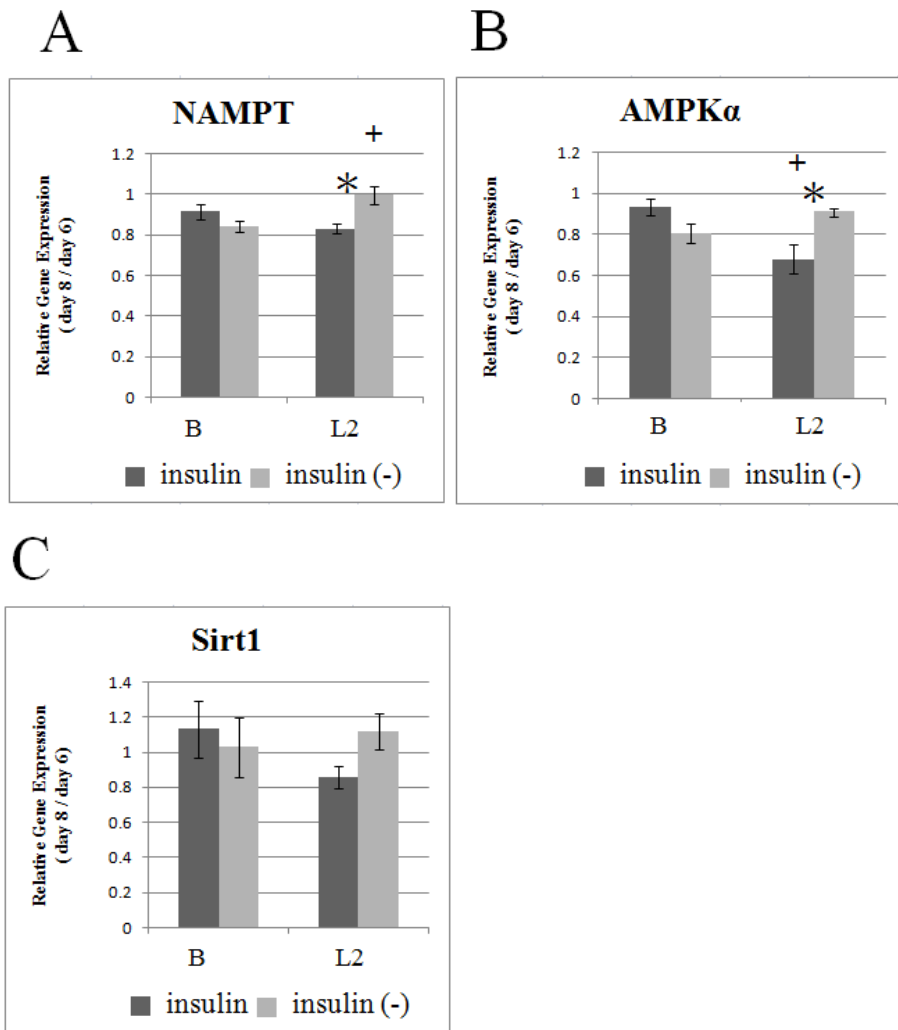 A
NAMPT
+
*
1.2
1
0.8
0.6
0.4
0.2
0
Relative Gene Expression
( day 8 / day 6)
B
L2
insulin
insulin (-)
B
AMPKα
+
*
1.2
1
0.8
0.6
0.4
0.2
0
Relative Gene Expression
( day 8 / day 6)
B
L2
insulin
insulin (-)
C
Sirt1
1.4
1.2
1
0.8
0.6
0.4
0.2
0
Relative Gene Expression
( day 8 / day 6)
B
L2
insulin
insulin (-)